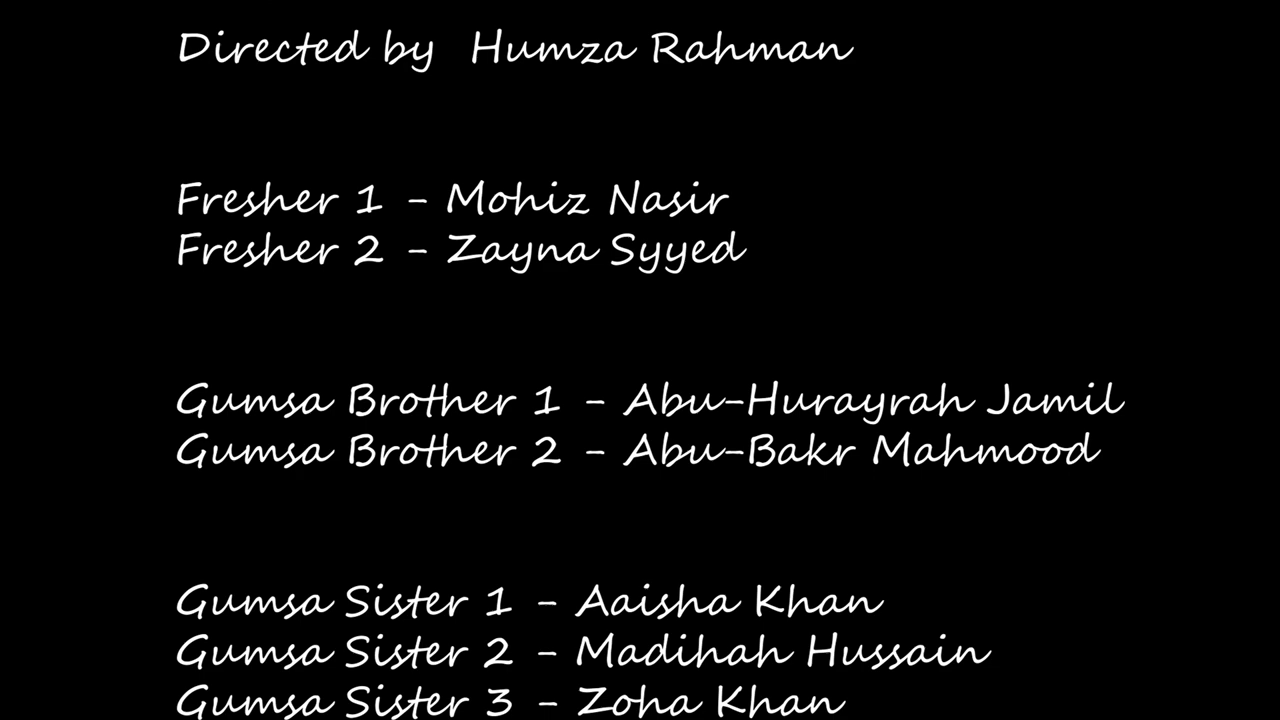 Directed by Humza Rahman
Fresher 1 - Mohiz Nasir
Fresher 2 - Zayna Syyed
Gumsa Brother 1 - Abu-Hurayrah Jamil
Gumsa Brother 2 - Abu-Bakr Mahmood
Gumsa Sister 1 - Aaisha Khan
Gumsa Sister 2 - Madihah Hussain
Gumsa Sister 3 - Zoha Khan